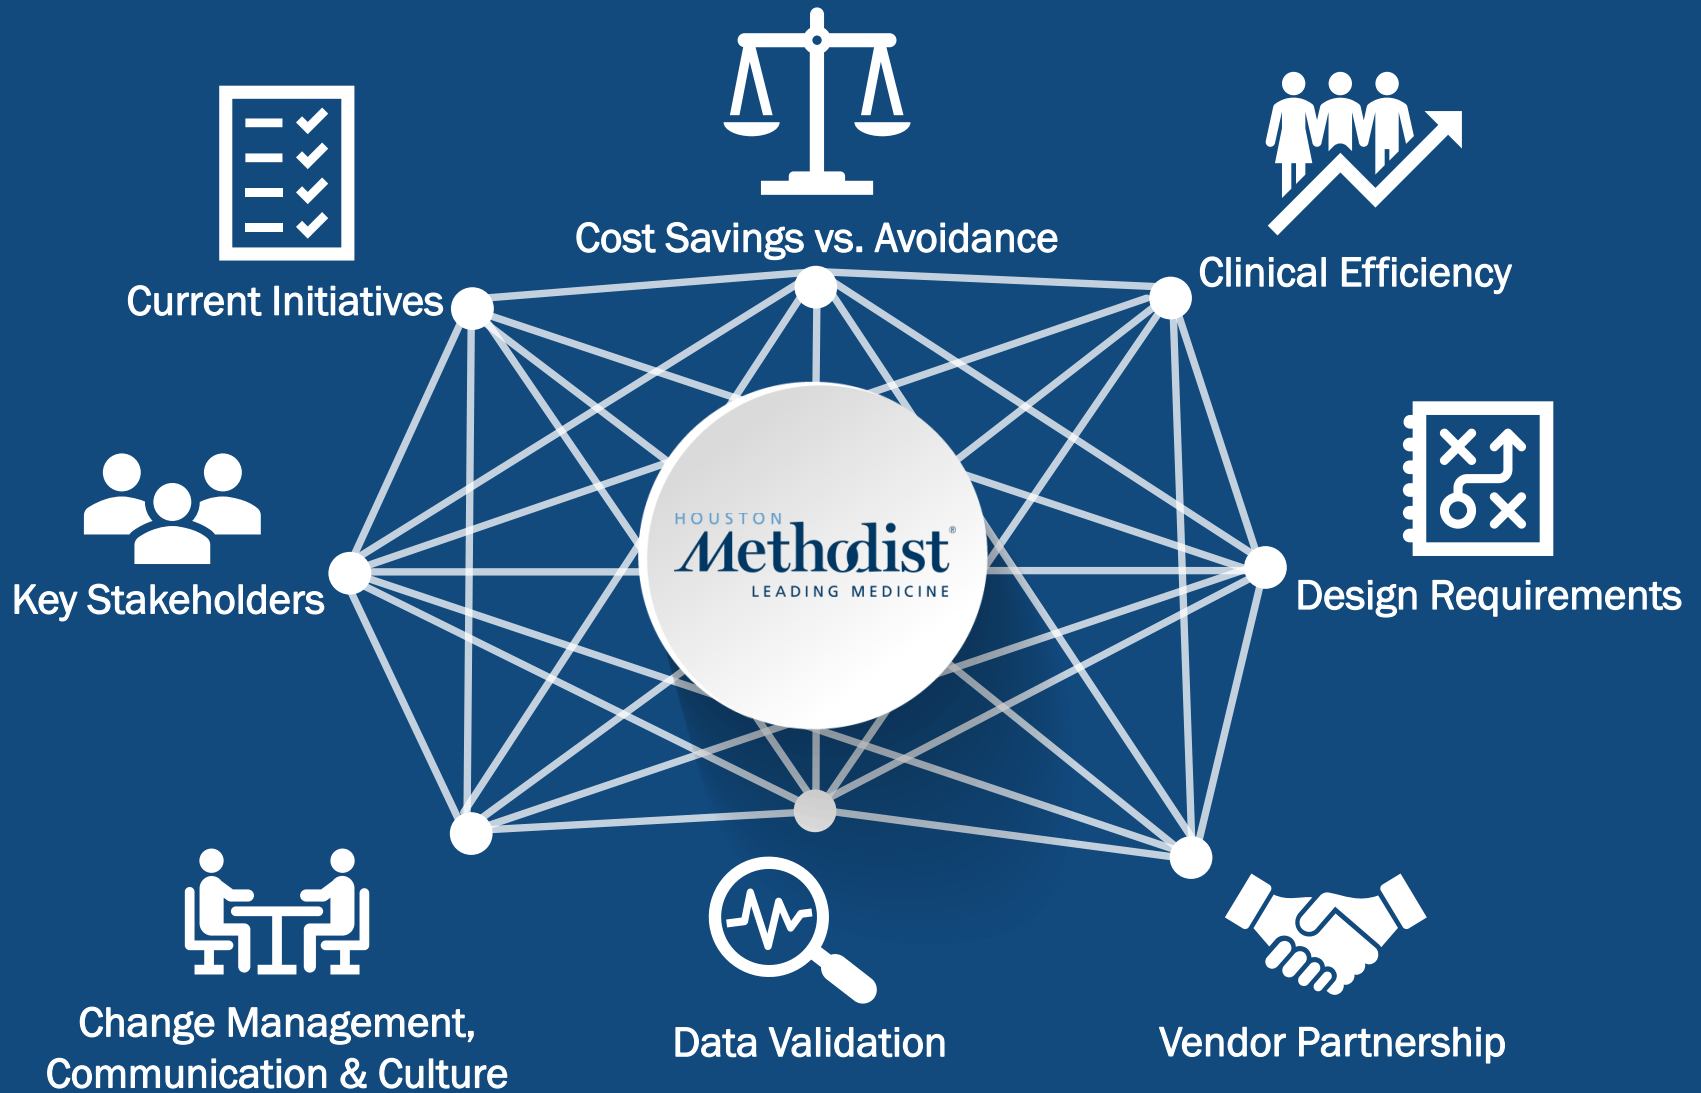 Cost Savings vs. Avoidance
Clinical Efficiency
Current Initiatives
HOUSTON
Methodist®
LEADING MEDICINE
Key Stakeholders
Design Requirements
Change Management,
Communication & Culture
Data Validation
Vendor Partnership